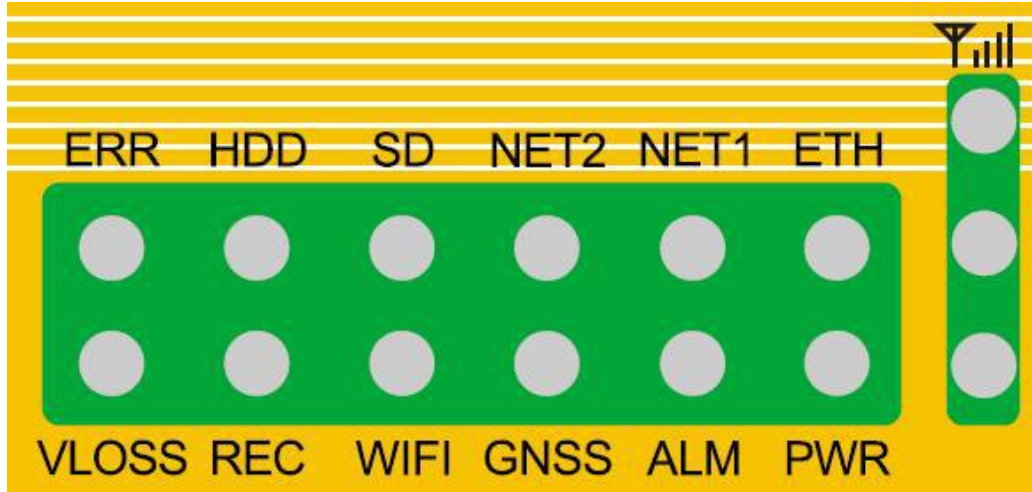 ERR HDD SD NET2 NET1 ETH
VLOSS REC WIFI GNSS ALM PWR